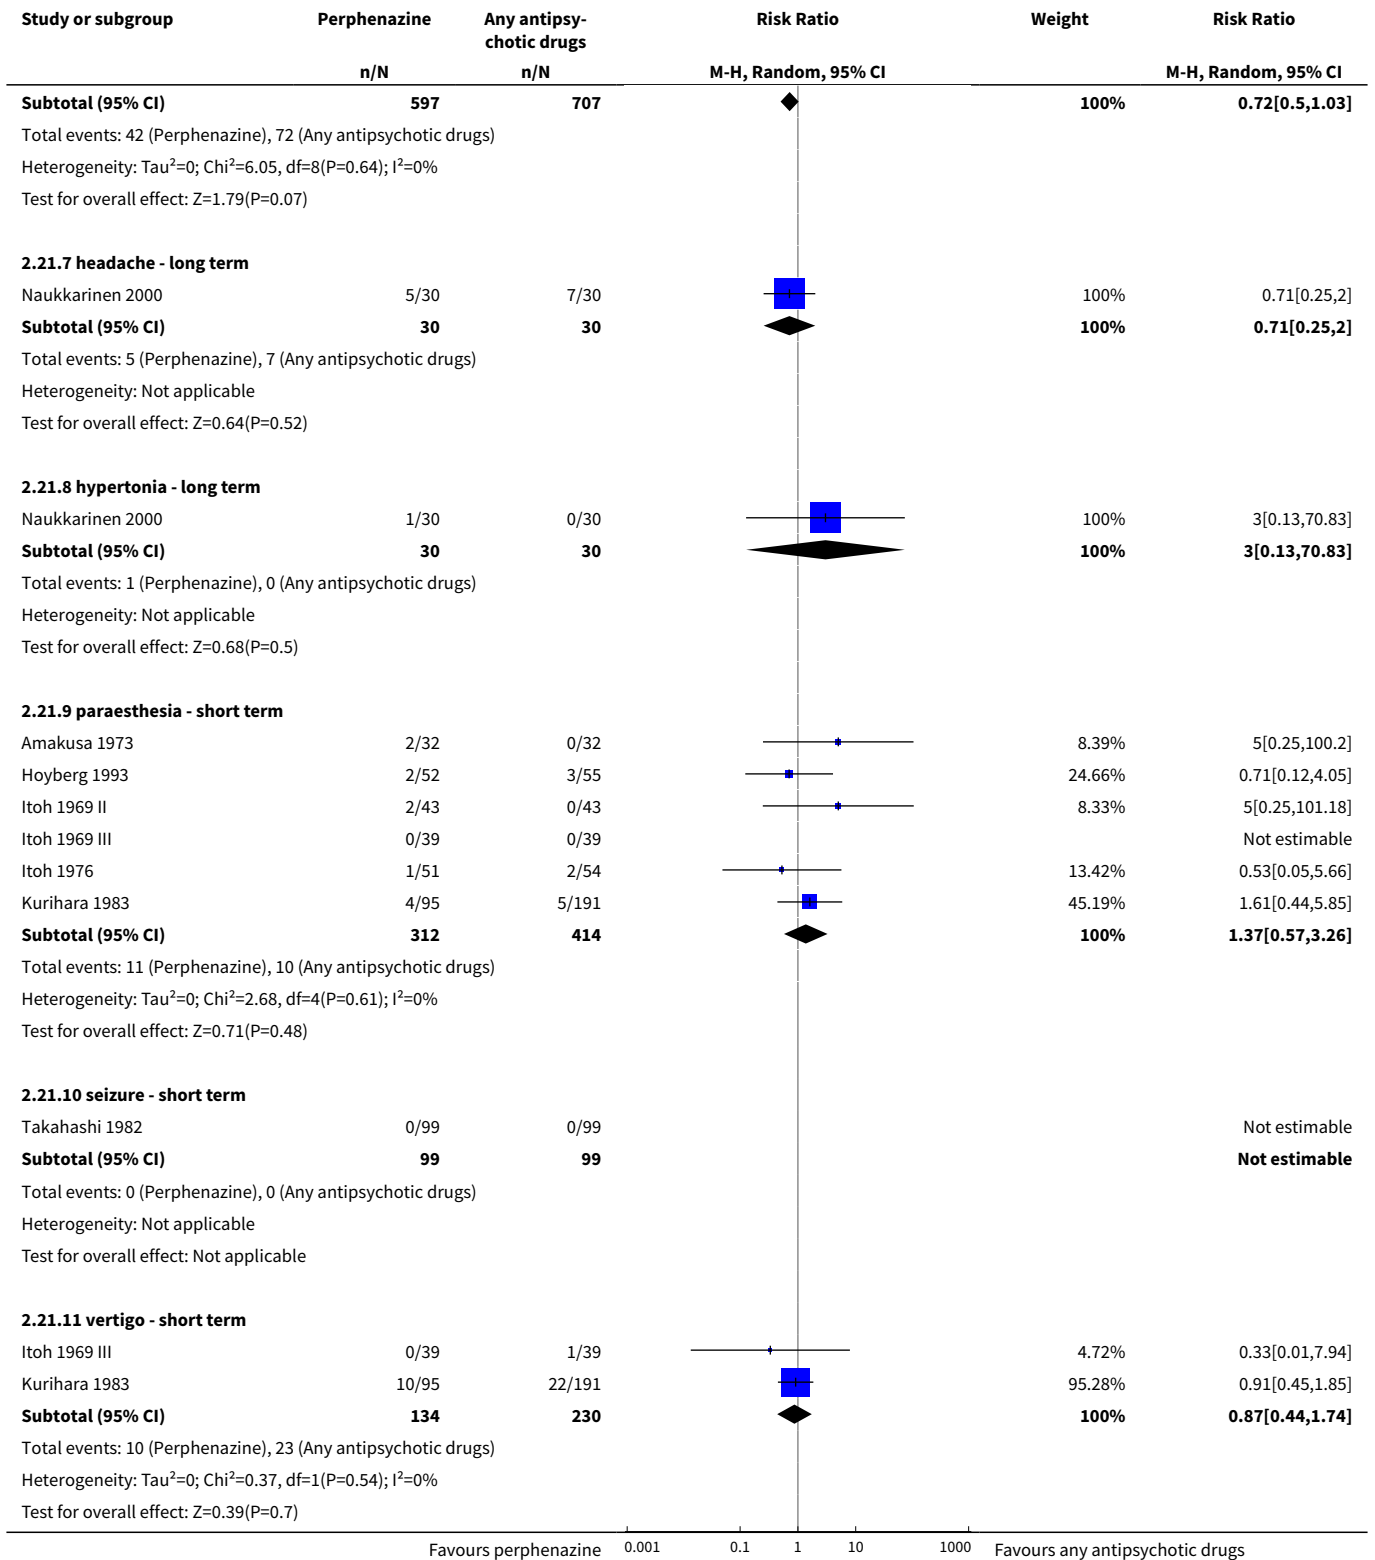 Study or subgroup Perphenazine Any antipsy- Risk Ratio Weight Risk Ratio
chotic drugs
n/N n/N M-H, Random, 95% CI M-H, Random, 95% CI
Subtotal (95% CI) 597 707 100% 0.72[0.5,1.03]
Total events: 42 (Perphenazine), 72 (Any antipsychotic drugs)
Heterogeneity: Tau²=0; Chi²=6.05, df=8(P=0.64); I²=0%
Test for overall effect: Z=1.79(P=0.07)
2.21.7 headache - long term
Naukkarinen 2000 5/30 7/30 100% 0.71[0.25,2]
Subtotal (95% CI) 30 30 100% 0.71[0.25,2]
Total events: 5 (Perphenazine), 7 (Any antipsychotic drugs)
Heterogeneity: Not applicable
Test for overall effect: Z=0.64(P=0.52)
2.21.8 hypertonia - long term
Naukkarinen 2000 1/30 0/30 100% 3[0.13,70.83]
Subtotal (95% CI) 30 30 100% 3[0.13,70.83]
Total events: 1 (Perphenazine), 0 (Any antipsychotic drugs)
Heterogeneity: Not applicable
Test for overall effect: Z=0.68(P=0.5)
2.21.9 paraesthesia - short term
Amakusa 1973 2/32 0/32 8.39% 5[0.25,100.2]
Hoyberg 1993 2/52 3/55 24.66% 0.71[0.12,4.05]
Itoh 1969 II 2/43 0/43 8.33% 5[0.25,101.18]
Itoh 1969 III 0/39 0/39 Not estimable
Itoh 1976 1/51 2/54 13.42% 0.53[0.05,5.66]
Kurihara 1983 4/95 5/191 45.19% 1.61[0.44,5.85]
Subtotal (95% CI) 312 414 100% 1.37[0.57,3.26]
Total events: 11 (Perphenazine), 10 (Any antipsychotic drugs)
Heterogeneity: Tau²=0; Chi²=2.68, df=4(P=0.61); I²=0%
Test for overall effect: Z=0.71(P=0.48)
2.21.10 seizure - short term
Takahashi 1982 0/99 0/99 Not estimable
Subtotal (95% CI) 99 99 Not estimable
Total events: 0 (Perphenazine), 0 (Any antipsychotic drugs)
Heterogeneity: Not applicable
Test for overall effect: Not applicable
2.21.11 vertigo - short term
Itoh 1969 III 0/39 1/39 4.72% 0.33[0.01,7.94]
Kurihara 1983 10/95 22/191 95.28% 0.91[0.45,1.85]
Subtotal (95% CI) 134 230 100% 0.87[0.44,1.74]
Total events: 10 (Perphenazine), 23 (Any antipsychotic drugs)
Heterogeneity: Tau²=0; Chi²=0.37, df=1(P=0.54); I²=0%
Test for overall effect: Z=0.39(P=0.7)
Favours perphenazine 0.001 0.1 1 10 1000 Favours any antipsychotic drugs